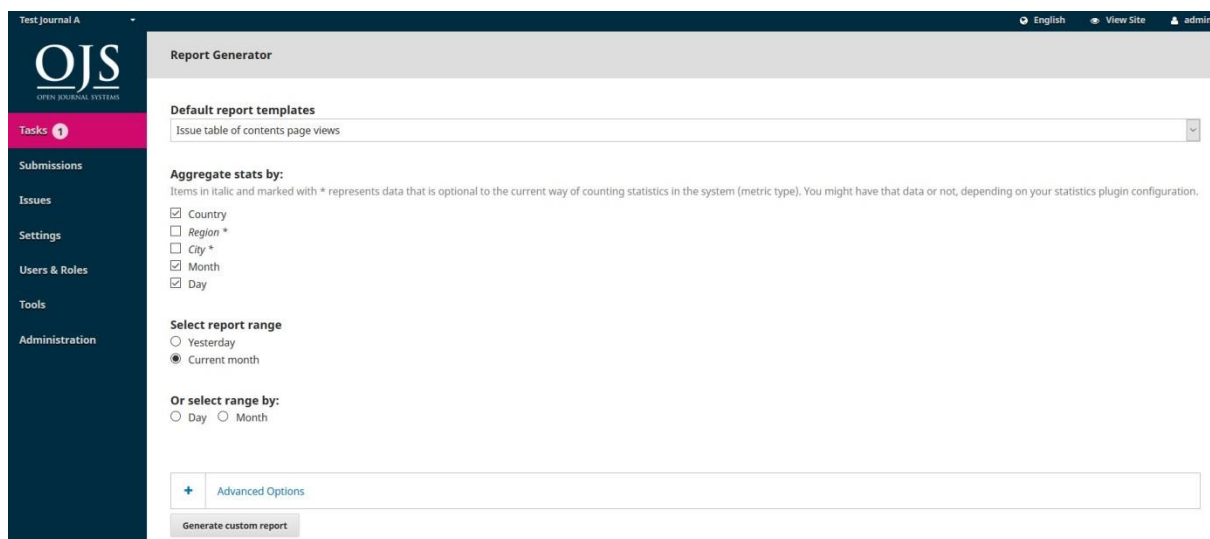 Test Journal A
English
View Site
admin
OJS
OPEN JOURNAL SYSTEMS
Tasks 1
Submissions
Issues
Settings
Users & Roles
Tools
Administration
Report Generator
Default report templates
Issue table of contents page views
Aggregate stats by:
Items in italic and marked with * represents data that is optional to the current way of counting statistics in the system (metric type). You might have that data or not, depending on your statistics plugin configuration.
Country
Region *
City *
Month
Day
Select report range
Yesterday
Current month
Or select range by:
Day Month
+ Advanced Options
Generate custom report